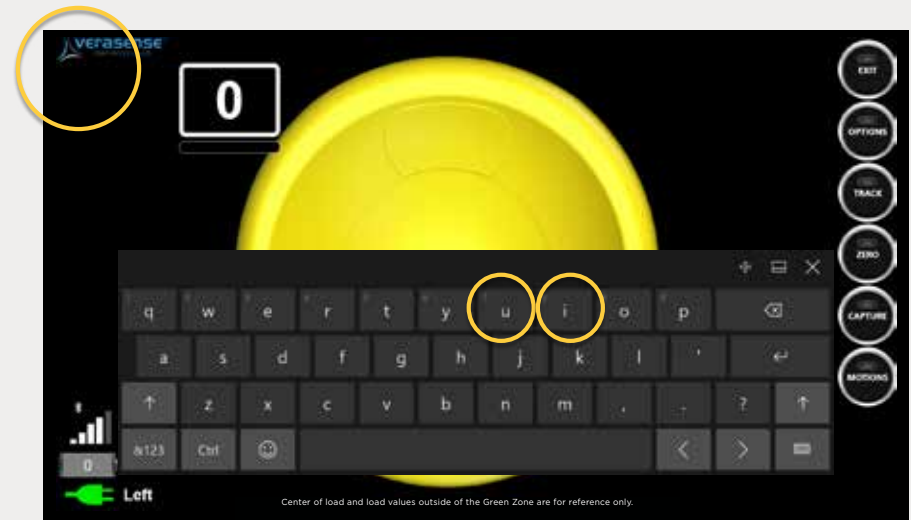 verasense
0
EXIT
OPTIONS
TRACK
ZERO
CAPTURE
MOTIONS
q w e r t y u i o p
a s d f g h j k l '
z x c v b n m , . ?
&123 Ctrl
0
Left
Center of load and load values outside of the Green Zone are for reference only.